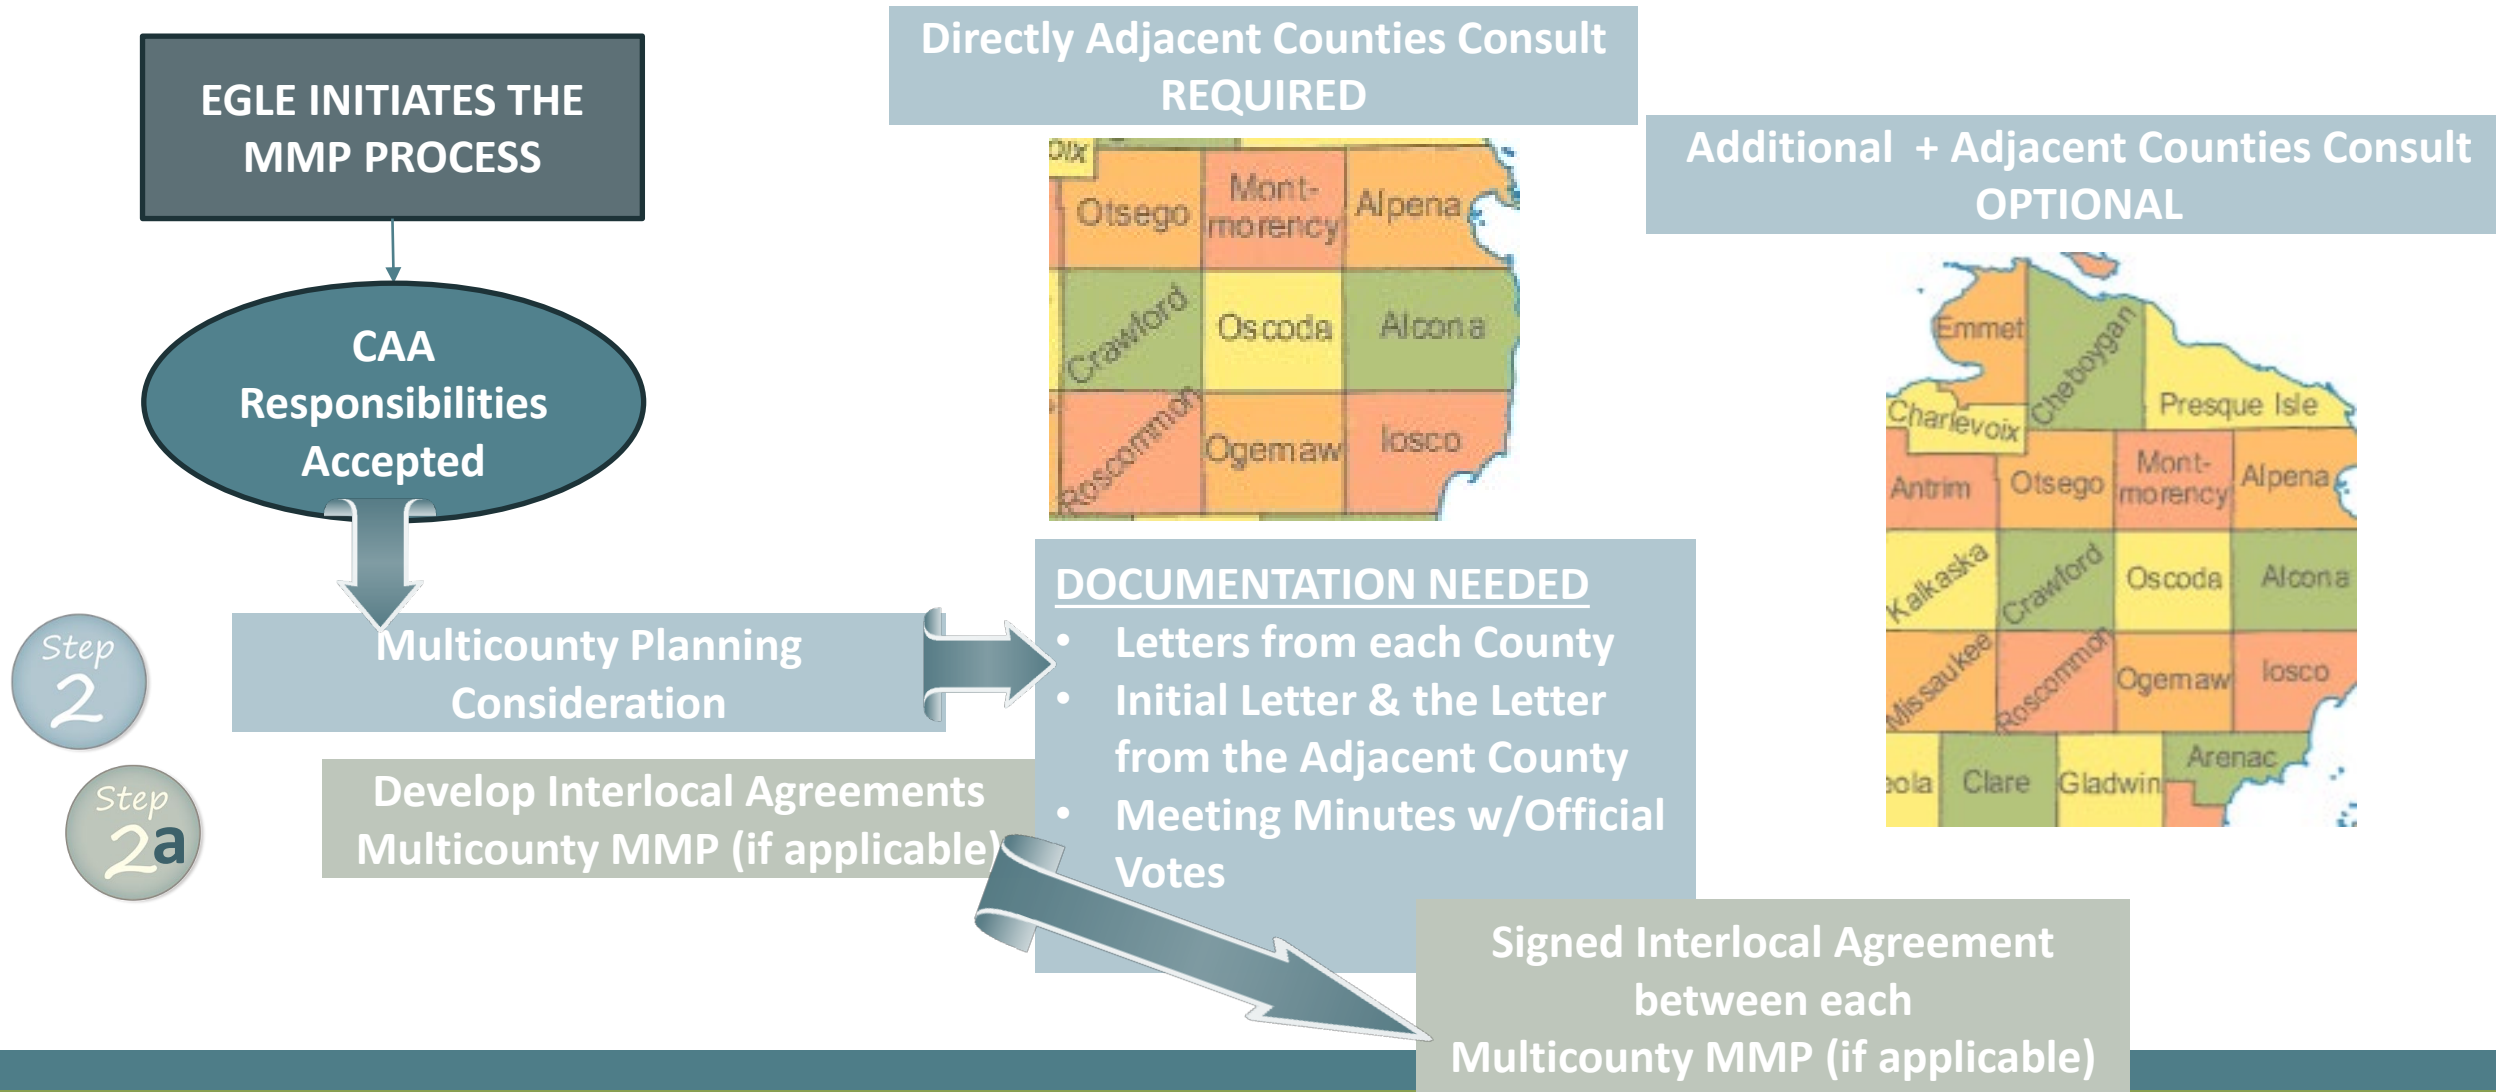 EGLE INITIATES THE
MMP PROCESS
CAA
Responsibilities
Accepted
Directly Adjacent Counties Consult
REQUIRED
oix
Otsego
Mont-
morency
Alpena
Crawford
Oscoda
Alcona
Roscommon
Ogemaw
Iosco
Additional + Adjacent Counties Consult
OPTIONAL
Emmet
Cheboygan
Presque Isle
Charlevoix
Antrim
Otsego
Mont-
morency
Alpena
Kalkaska
Crawford
Oscoda
Alcona
Missaukee
Roscommon
Ogemaw
Iosco
eola
Clare
Gladwin
Arenac
Step
2
Multicounty Planning
Consideration
Step
2a
Develop Interlocal Agreements
Multicounty MMP (if applicable)
DOCUMENTATION NEEDED
• Letters from each County
• Initial Letter & the Letter
from the Adjacent County
• Meeting Minutes w/Official
Votes
Signed Interlocal Agreement
between each
Multicounty MMP (if applicable)